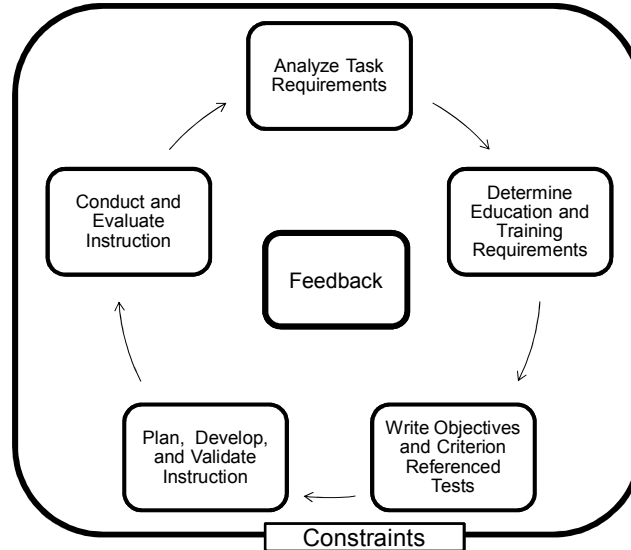 Analyze Task
Requirements
Conduct and
Evaluate
Instruction
Determine
Education and
Training
Requirements
Feedback
Plan, Develop,
and Validate
Instruction
Write Objectives
and Criterion
Referenced
Tests
Constraints